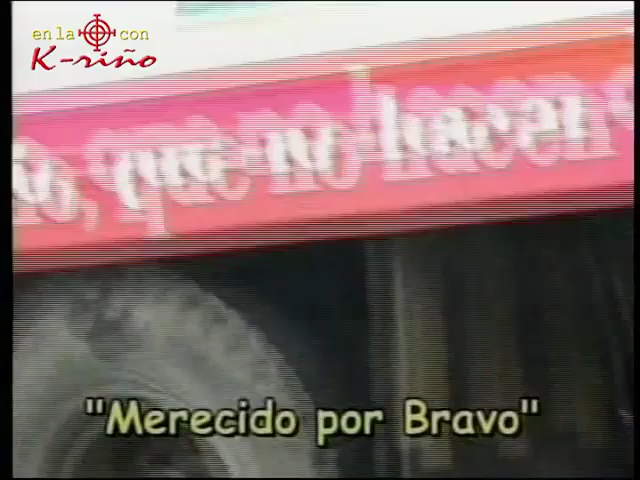 en la con
K-riño
, que no hacen
"Merecido por Bravo"